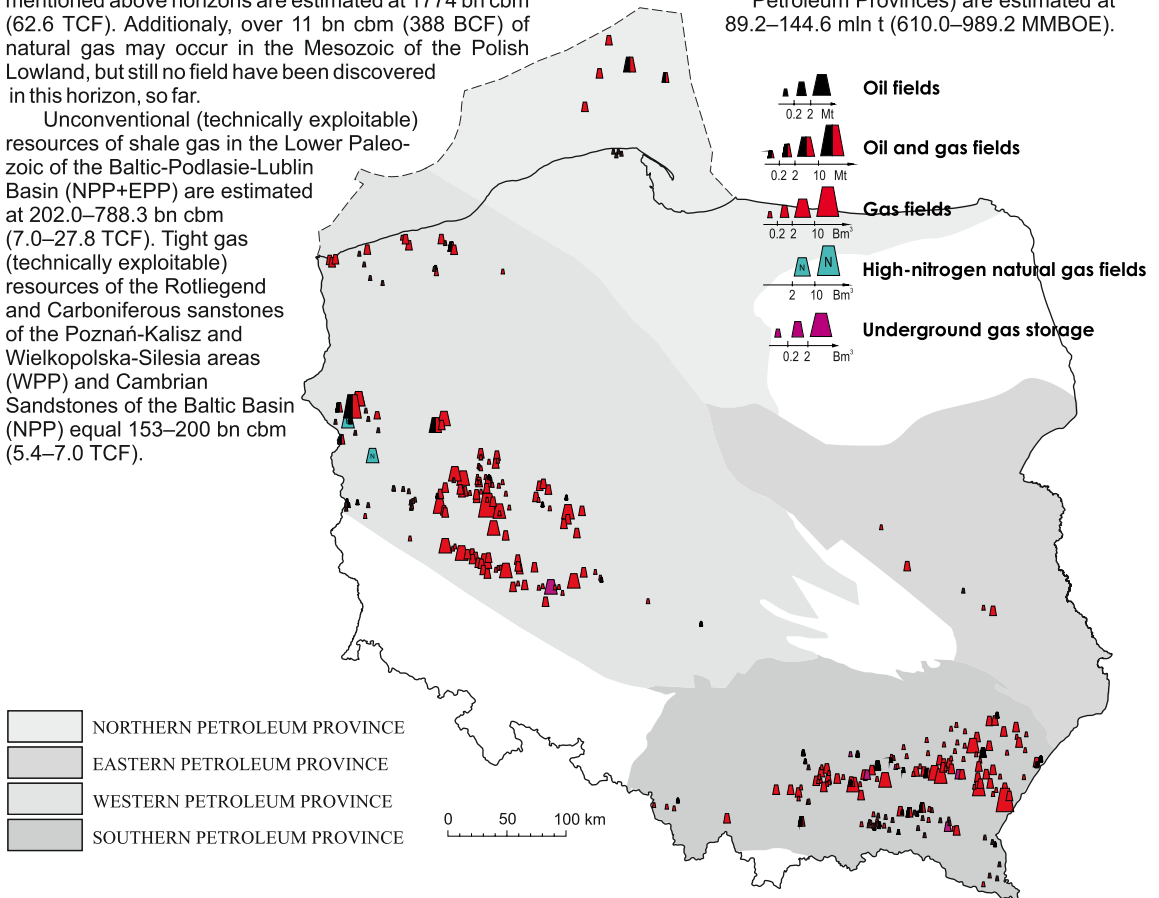 mentioned above horizons are estimated at 1774 bn cbm
(62.6 TCF). Additionaly, over 11 bn cbm (388 BCF) of
natural gas may occur in the Mesozoic of the Polish
Lowland, but still no field have been discovered
in this horizon, so far.
Unconventional (technically exploitable)
resources of shale gas in the Lower Paleo-
zoic of the Baltic-Podlasie-Lublin
Basin (NPP+EPP) are estimated
at 202.0–788.3 bn cbm
(7.0–27.8 TCF). Tight gas
(technically exploitable)
resources of the Rotliegend
and Carboniferous sanstones
of the Poznań-Kalisz and
Wielkopolska-Silesia areas
(WPP) and Cambrian
Sandstones of the Baltic Basin
(NPP) equal 153–200 bn cbm
(5.4–7.0 TCF).
Petroleum Provinces) are estimated at
89.2–144.6 mln t (610.0–989.2 MMBOE).
Oil fields
0.2 2 Mt
Oil and gas fields
0.2 2 10 Mt
Gas fields
0.2 2 10 Bm³
N N
High-nitrogen natural gas fields
2 10 Bm³
Underground gas storage
0.2 2 Bm³
N
NORTHERN PETROLEUM PROVINCE
EASTERN PETROLEUM PROVINCE
WESTERN PETROLEUM PROVINCE
SOUTHERN PETROLEUM PROVINCE
0 50 100 km